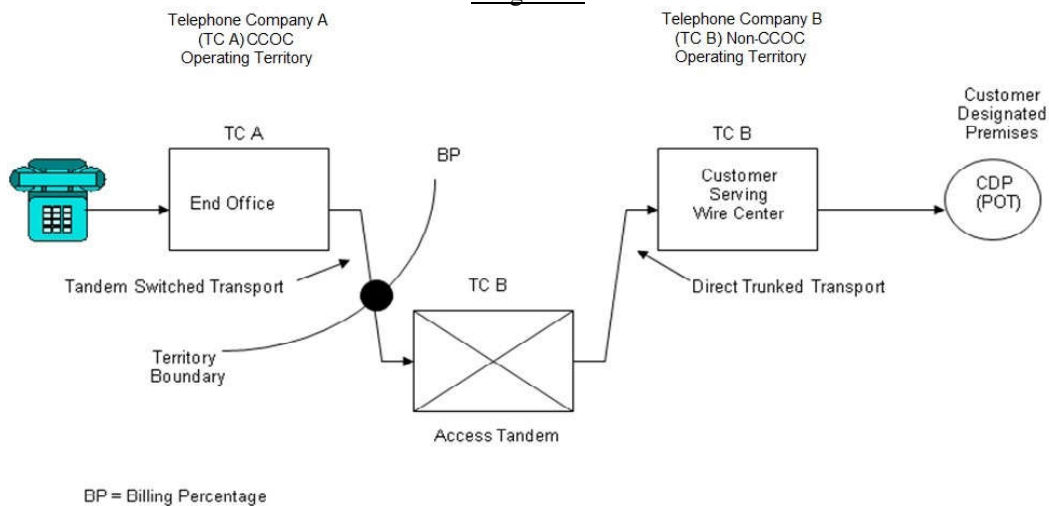 Telephone Company A
(TC A) CCOC
Operating Territory
Telephone Company B
(TC B) Non-CCOC
Operating Territory
Customer
Designated
Premises
TC A
BP
TC B
End Office
Customer
Serving
Wire Center
CDP
(POT)
Tandem Switched Transport
TC B
Direct Trunked Transport
Territory
Boundary
Access Tandem
BP = Billing Percentage